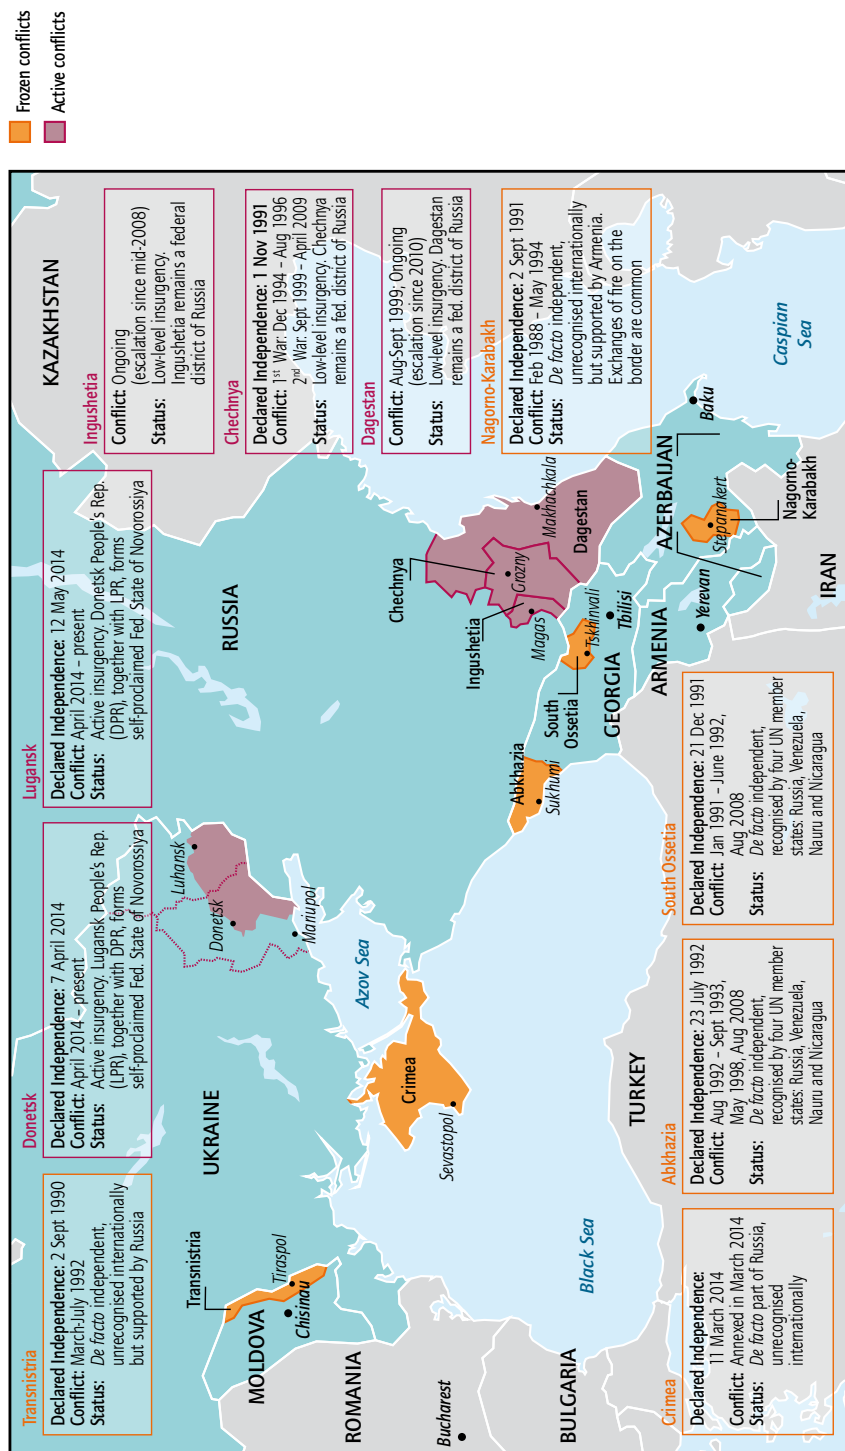 Frozen conflicts
Active conflicts
Transnistria
Declared Independence: 2 Sept 1990
Conflict: March-July 1992
Status: De facto independent,
unrecognised internationally
but supported by Russia
Donetsk
Declared Independence: 7 April 2014
Conflict: April 2014 – present
Status: Active insurgency. Lugansk People's Rep.
(LPR), together with DPR, forms
self-proclaimed Fed. State of Novorossiya
Lugansk
Declared Independence: 12 May 2014
Conflict: April 2014 – present
Status: Active insurgency. Donetsk People's Rep.
(DPR), together with LPR, forms
self-proclaimed Fed. State of Novorossiya
Ingushetia
Conflict: Ongoing
(escalation since mid-2008)
Status: Low-level insurgency.
Ingushetia remains a federal
district of Russia
Chechnya
Declared Independence: 1 Nov 1991
Conflict: 1st War: Dec 1994 – Aug 1996
2nd War: Sept 1999 – April 2009
Status: Low-level insurgency. Chechnya
remains a fed. district of Russia
Dagestan
Conflict: Aug-Sept 1999; Ongoing
(escalation since 2010)
Status: Low-level insurgency. Dagestan
remains a fed. district of Russia
Nagorno-Karabakh
Declared Independence: 2 Sept 1991
Conflict: Feb 1988 – May 1994
Status: De facto independent,
unrecognised internationally
but supported by Armenia.
Exchanges of fire on the
border are common
Crimea
Declared Independence:
11 March 2014
Conflict: Annexed in March 2014
Status: De facto part of Russia,
unrecognised
internationally
Abkhazia
Declared Independence: 23 July 1992
Conflict: Aug 1992 – Sept 1993,
May 1998, Aug 2008
Status: De facto independent,
recognised by four UN member
states: Russia, Venezuela,
Nauru and Nicaragua
South Ossetia
Declared Independence: 21 Dec 1991
Conflict: Jan 1991 – June 1992,
Aug 2008
Status: De facto independent,
recognised by four UN member
states: Russia, Venezuela,
Nauru and Nicaragua
KAZAKHSTAN
RUSSIA
UKRAINE
MOLDOVA
ROMANIA
BULGARIA
TURKEY
GEORGIA
ARMENIA
AZERBAIJAN
IRAN
Transnistria
Tiraspol
Chisinau
Bucharest
Luhansk
Donetsk
Mariupol
Azov Sea
Crimea
Sevastopol
Black Sea
Abkhazia
Sukhumi
South
Ossetia
Tskhinvali
Tbilisi
Chechnya
Grozny
Ingushetia
Magas
Makhachkala
Dagestan
Yerevan
Stepanakert
Nagorno-
Karabakh
Baku
Caspian
Sea